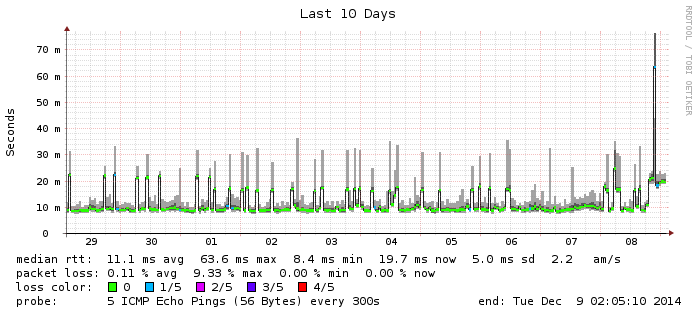 Last 10 Days
RRDTOOL / TOBI OETIKER
Seconds
70 m
60 m
50 m
40 m
30 m
20 m
10 m
0
29 30 01 02 03 04 05 06 07 08
median rtt: 11.1 ms avg 63.6 ms max 8.4 ms min 19.7 ms now 5.0 ms sd 2.2 am/s
packet loss: 0.11 % avg 9.33 % max 0.00 % min 0.00 % now
loss color: 0 1/5 2/5 3/5 4/5
probe: 5 ICMP Echo Pings (56 Bytes) every 300s end: Tue Dec 9 02:05:10 2014